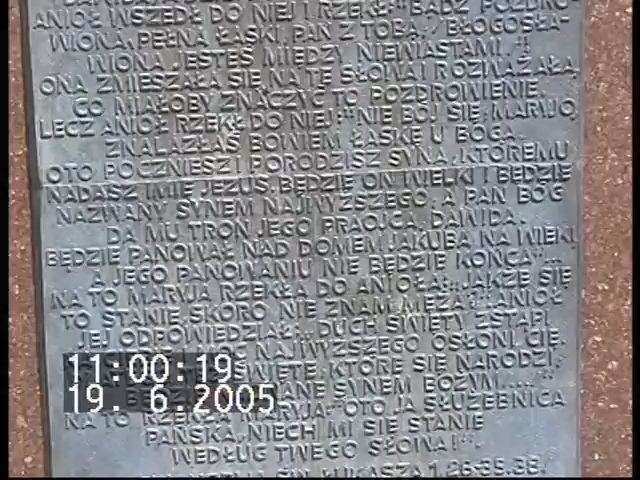 ANIOŁ WSZEDŁ DO NIEJ I RZEKŁ: "BĄDŹ POZDRO-
WIONA, PEŁNA ŁASKI, PAN Z TOBĄ, BŁOGOSŁA-
WIONA JESTEŚ MIĘDZY NIEWIASTAMI."
ONA ZMIESZAŁA SIĘ NA TE SŁOWA I ROZWAŻAŁA,
CO MIAŁOBY ZNACZYĆ TO POZDROWIENIE.
LECZ ANIOŁ RZEKŁ DO NIEJ: "NIE BÓJ SIĘ, MARYJO,
ZNALAZŁAŚ BOWIEM ŁASKĘ U BOGA.
OTO POCZNIESZ I PORODZISZ SYNA, KTÓREMU
NADASZ IMIĘ JEZUS. BĘDZIE ON WIELKI I BĘDZIE
NAZWANY SYNEM NAJWYŻSZEGO, A PAN BÓG
DA MU TRON JEGO PRAOJCA, DAWIDA.
BĘDZIE PANOWAŁ NAD DOMEM JAKUBA NA WIEKI,
A JEGO PANOWANIU NIE BĘDZIE KOŃCA"...
NA TO MARYJA RZEKŁA DO ANIOŁA: "JAKŻE SIĘ
TO STANIE, SKORO NIE ZNAM MĘŻA?" ANIOŁ
JEJ ODPOWIEDZIAŁ: "DUCH ŚWIĘTY ZSTĄPI
NAJWYŻSZEGO OSŁONI CIĘ.
ŚWIĘTE, KTÓRE SIĘ NARODZI,
SYNEM BOŻYM....."
NA TO RZEKŁA MARYJA: "OTO JA SŁUŻEBNICA
PAŃSKA, NIECH MI SIĘ STANIE
WEDŁUG TWEGO SŁOWA!"
ŚW. ŁUKASZA 1,26-35.38/
11:00:19
19. 6.2005